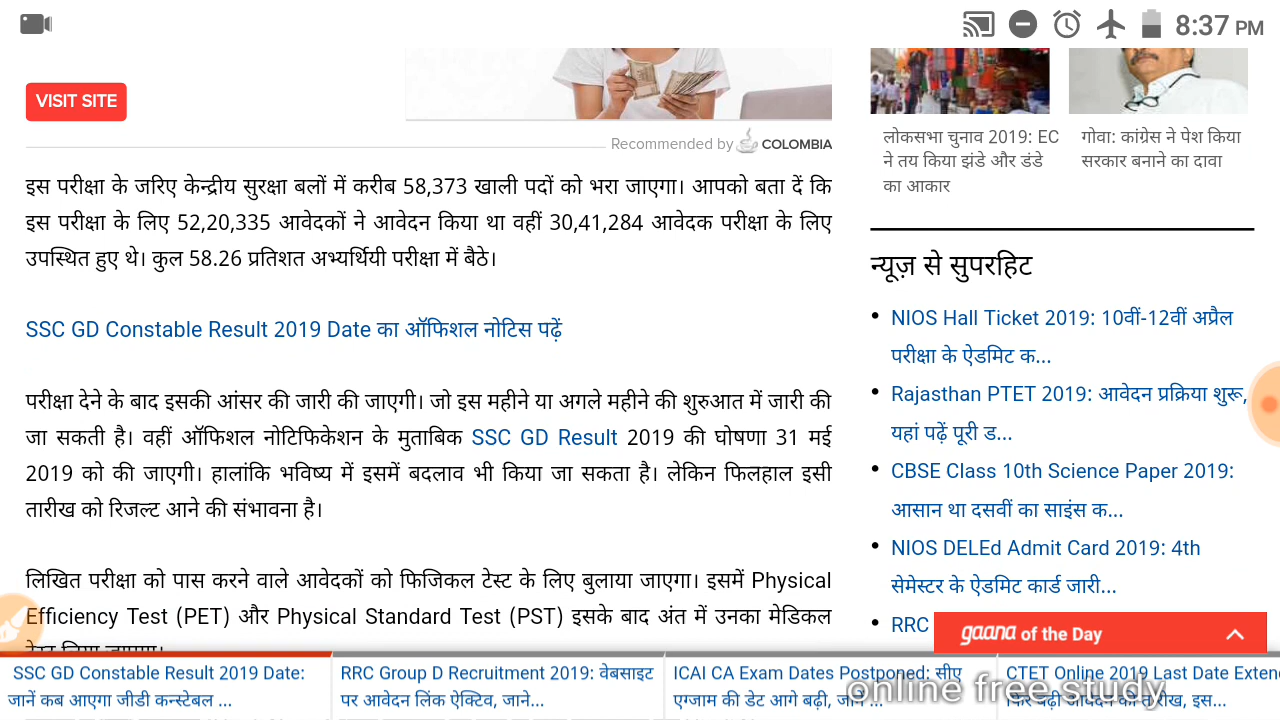 8:37 PM
VISIT SITE
Recommended by COLOMBIA
इस परीक्षा के जरिए केन्द्रीय सुरक्षा बलों में करीब 58,373 खाली पदों को भरा जाएगा। आपको बता दें कि
इस परीक्षा के लिए 52,20,335 आवेदकों ने आवेदन किया था वहीं 30,41,284 आवेदक परीक्षा के लिए
उपस्थित हुए थे। कुल 58.26 प्रतिशत अभ्यर्थियी परीक्षा में बैठे।
SSC GD Constable Result 2019 Date का ऑफिशल नोटिस पढ़ें
परीक्षा देने के बाद इसकी आंसर की जारी की जाएगी। जो इस महीने या अगले महीने की शुरुआत में जारी की
जा सकती है। वहीं ऑफिशल नोटिफिकेशन के मुताबिक SSC GD Result 2019 की घोषणा 31 मई
2019 को की जाएगी। हालांकि भविष्य में इसमें बदलाव भी किया जा सकता है। लेकिन फिलहाल इसी
तारीख को रिजल्ट आने की संभावना है।
लिखित परीक्षा को पास करने वाले आवेदकों को फिजिकल टेस्ट के लिए बुलाया जाएगा। इसमें Physical
Efficiency Test (PET) और Physical Standard Test (PST) इसके बाद अंत में उनका मेडिकल
लोकसभा चुनाव 2019: EC
ने तय किया झंडे और डंडे
का आकार
गोवा: कांग्रेस ने पेश किया
सरकार बनाने का दावा
न्यूज़ से सुपरहिट
• NIOS Hall Ticket 2019: 10वीं-12वीं अप्रैल
परीक्षा के ऐडमिट क...
• Rajasthan PTET 2019: आवेदन प्रक्रिया शुरू,
यहां पढ़ें पूरी ड...
• CBSE Class 10th Science Paper 2019:
आसान था दसवीं का साइंस क...
• NIOS DELEd Admit Card 2019: 4th
सेमेस्टर के ऐडमिट कार्ड जारी...
• RRC
gaana of the Day
SSC GD Constable Result 2019 Date:
जानें कब आएगा जीडी कन्स्टेबल ...
RRC Group D Recruitment 2019: वेबसाइट
पर आवेदन लिंक ऐक्टिव, जाने...
ICAI CA Exam Dates Postponed: सीए
एग्जाम की डेट आगे बढ़ी, जानें ...
CTET Online 2019 Last Date Extend
फिर बढ़ी आवेदन की तारीख, इस...
online free study